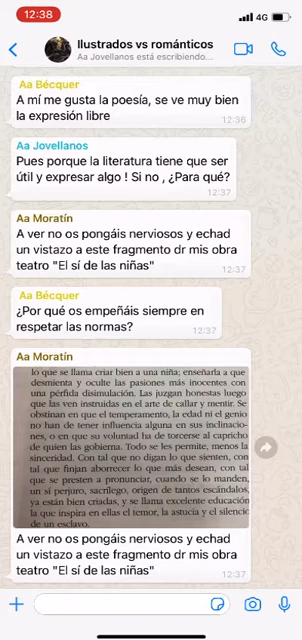 12:38
4G
Ilustrados vs románticos
Aa Jovellanos está escribiendo...
Aa Bécquer
A mí me gusta la poesía, se ve muy bien
la expresión libre
12:36
Aa Jovellanos
Pues porque la literatura tiene que ser
útil y expresar algo ! Si no , ¿Para qué?
12:37
Aa Moratín
A ver no os pongáis nerviosos y echad
un vistazo a este fragmento dr mis obra
teatro "El sí de las niñas"
12:37
Aa Bécquer
¿Por qué os empeñáis siempre en
respetar las normas?
12:37
Aa Moratín
lo que se llama criar bien a una niña; enseñarla a que
desmienta y oculte las pasiones más inocentes con
una pérfida disimulación. Las juzgan honestas luego
que las ven instruidas en el arte de callar y mentir. Se
obstinan en que el temperamento, la edad ni el genio
no han de tener influencia alguna en sus inclinacio-
nes, o en que su voluntad ha de torcerse al capricho
de quien las gobierna. Todo se les permite, menos la
sinceridad. Con tal que no digan lo que sienten, con
tal que finjan aborrecer lo que más desean, con tal
que se presten a pronunciar, cuando se lo manden,
un sí perjuro, sacrílego, origen de tantos escándalos,
ya están bien criadas, y se llama excelente educación
la que inspira en ellas el temor, la astucia y el silencio
de un esclavo.
A ver no os pongáis nerviosos y echad
un vistazo a este fragmento dr mis obra
teatro "El sí de las niñas"
12:37